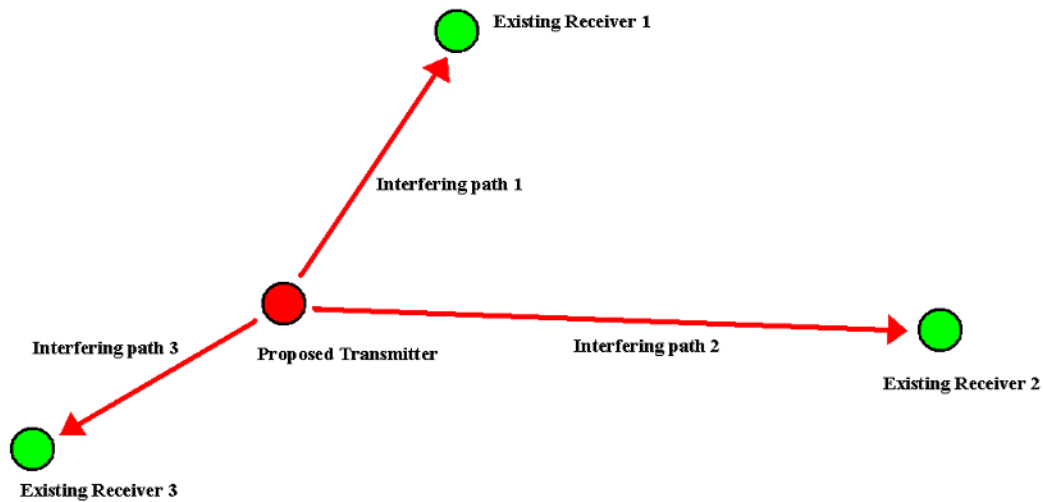 Existing Receiver 1
Interfering path 1
Interfering path 3
Proposed Transmitter
Interfering path 2
Existing Receiver 2
Existing Receiver 3